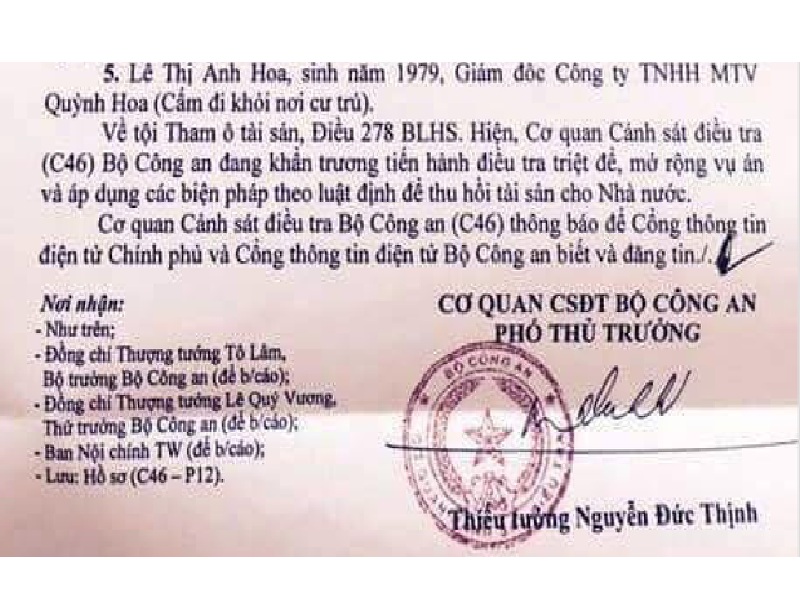 5. Lê Thị Anh Hoa, sinh năm 1979, Giám đốc Công ty TNHH MTV
Quỳnh Hoa (Cấm đi khỏi nơi cư trú).
Về tội Tham ô tài sản, Điều 278 BLHS. Hiện, Cơ quan Cảnh sát điều tra
(C46) Bộ Công an đang khẩn trương tiến hành điều tra triệt để, mở rộng vụ án
và áp dụng các biện pháp theo luật định để thu hồi tài sản cho Nhà nước.
Cơ quan Cảnh sát điều tra Bộ Công an (C46) thông báo để Cổng thông tin
điện tử Chính phủ và Cổng thông tin điện tử Bộ Công an biết và đăng tin./.
Nơi nhận:
- Như trên;
- Đồng chí Thượng tướng Tô Lâm,
Bộ trưởng Bộ Công an (để b/cáo);
- Đồng chí Thượng tướng Lê Quý Vương,
Thứ trưởng Bộ Công an (để b/cáo);
- Ban Nội chính TW (để b/cáo);
- Lưu: Hồ sơ (C46 – P12).
CƠ QUAN CSĐT BỘ CÔNG AN
PHÓ THỦ TRƯỞNG
BỘ CÔNG AN
Thiếu tướng Nguyễn Đức Thịnh